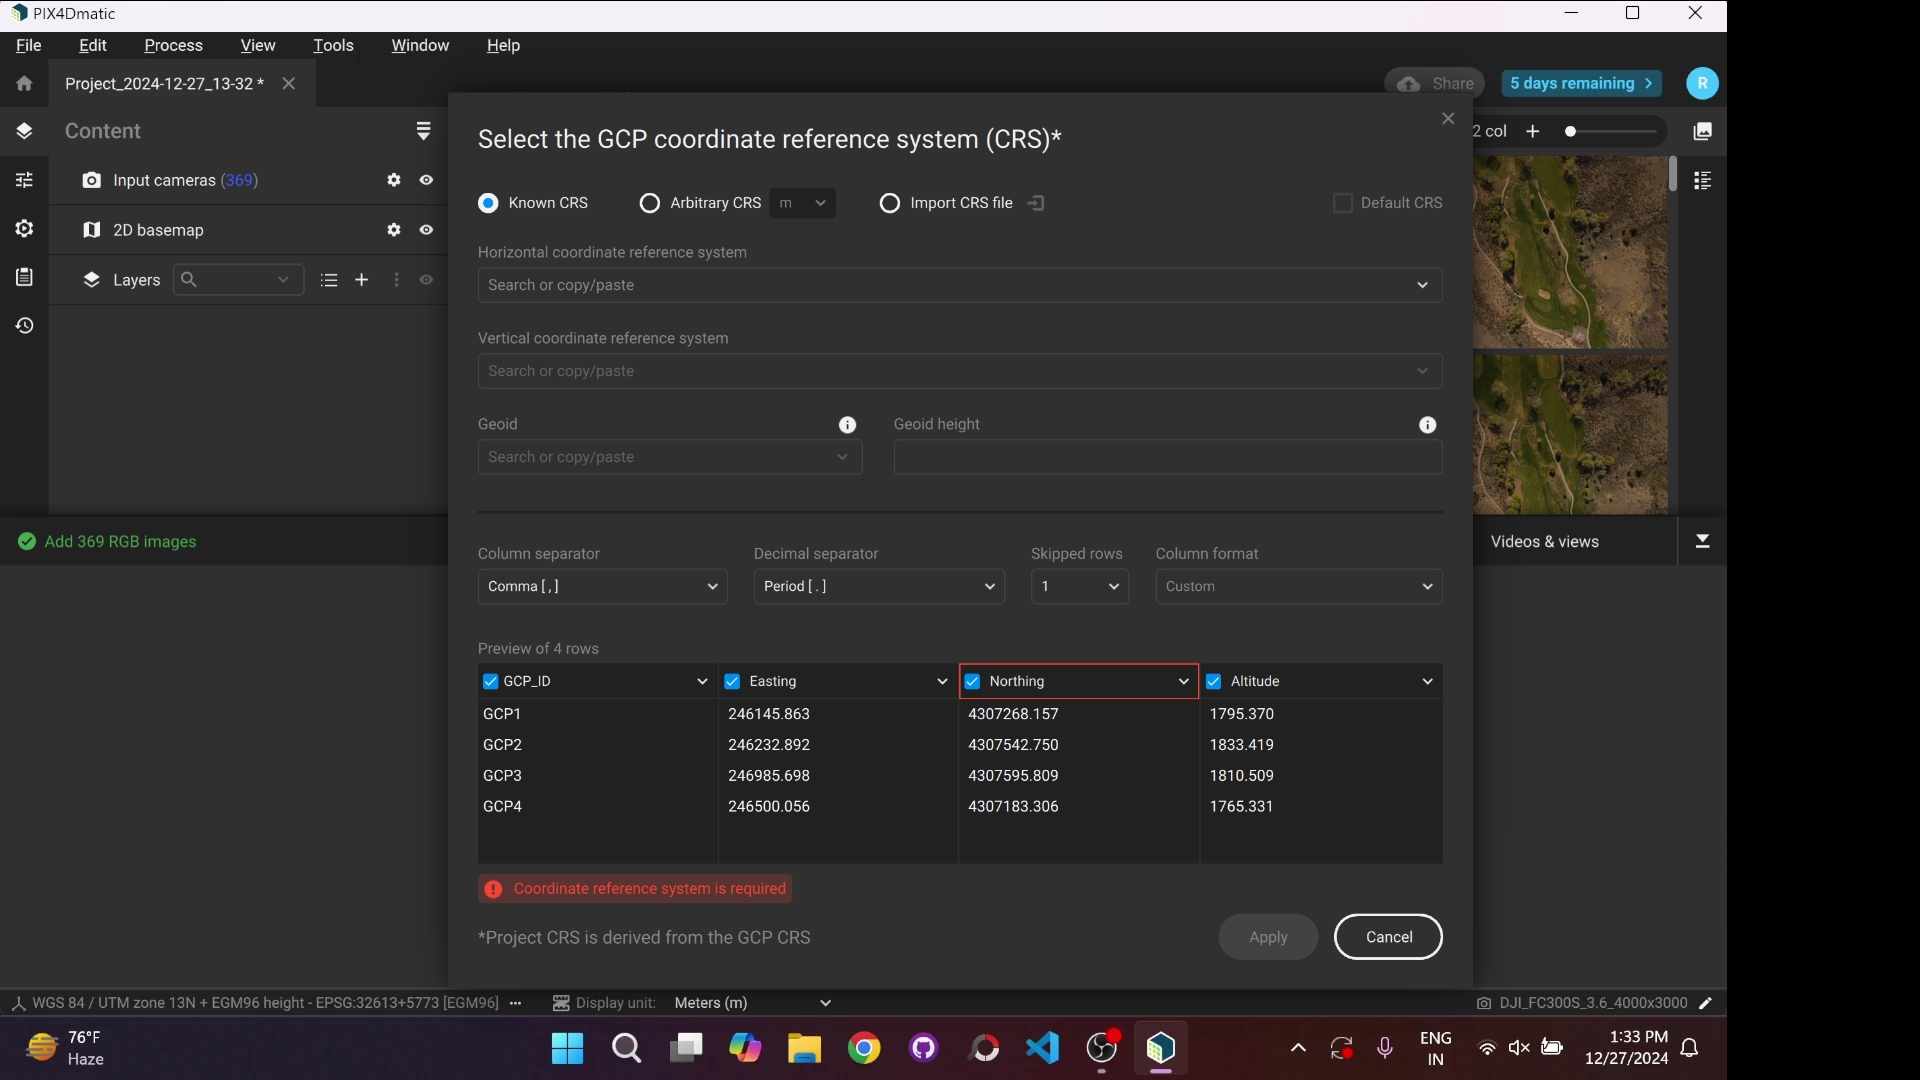 PIX4Dmatic
File Edit Process View Tools Window Help
Project_2024-12-27_13-32 *
Share
5 days remaining
R
Content
Input cameras (369)
2D basemap
Layers
Add 369 RGB images
Select the GCP coordinate reference system (CRS)*
Known CRS
Arbitrary CRS
m
Import CRS file
Default CRS
Horizontal coordinate reference system
Search or copy/paste
Vertical coordinate reference system
Search or copy/paste
Geoid
Geoid height
Search or copy/paste
Column separator Decimal separator Skipped rows Column format
Comma [ , ] Period [ . ] 1 Custom
Preview of 4 rows
GCP_ID Easting Northing Altitude
GCP1 246145.863 4307268.157 1795.370
GCP2 246232.892 4307542.750 1833.419
GCP3 246985.698 4307595.809 1810.509
GCP4 246500.056 4307183.306 1765.331
Coordinate reference system is required
*Project CRS is derived from the GCP CRS
Apply
Cancel
2 col
Videos & views
WGS 84 / UTM zone 13N + EGM96 height - EPSG:32613+5773 [EGM96]
Display unit: Meters (m)
DJI_FC300S_3.6_4000x3000
76°F
Haze
ENG
IN
1:33 PM
12/27/2024